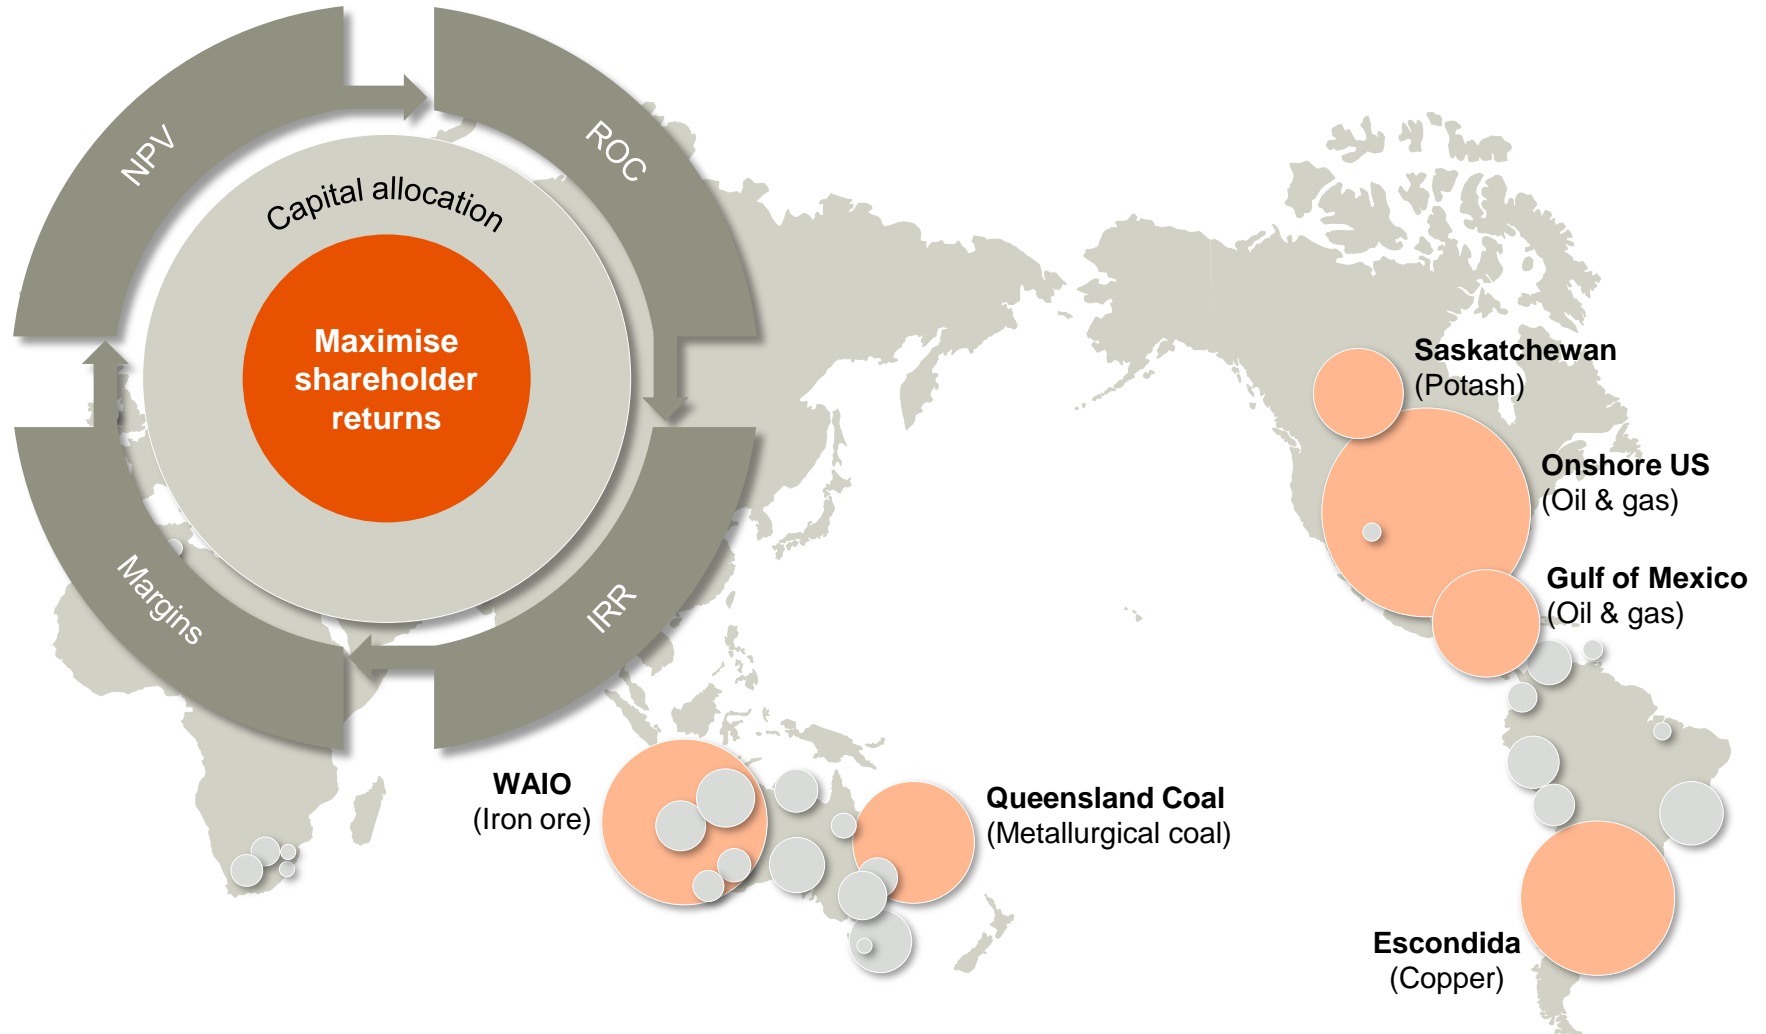 NPV
ROC
Capital allocation
Maximise
shareholder
returns
Margins
IRR
Saskatchewan
(Potash)
Onshore US
(Oil & gas)
Gulf of Mexico
(Oil & gas)
WAIO
(Iron ore)
Queensland Coal
(Metallurgical coal)
Escondida
(Copper)